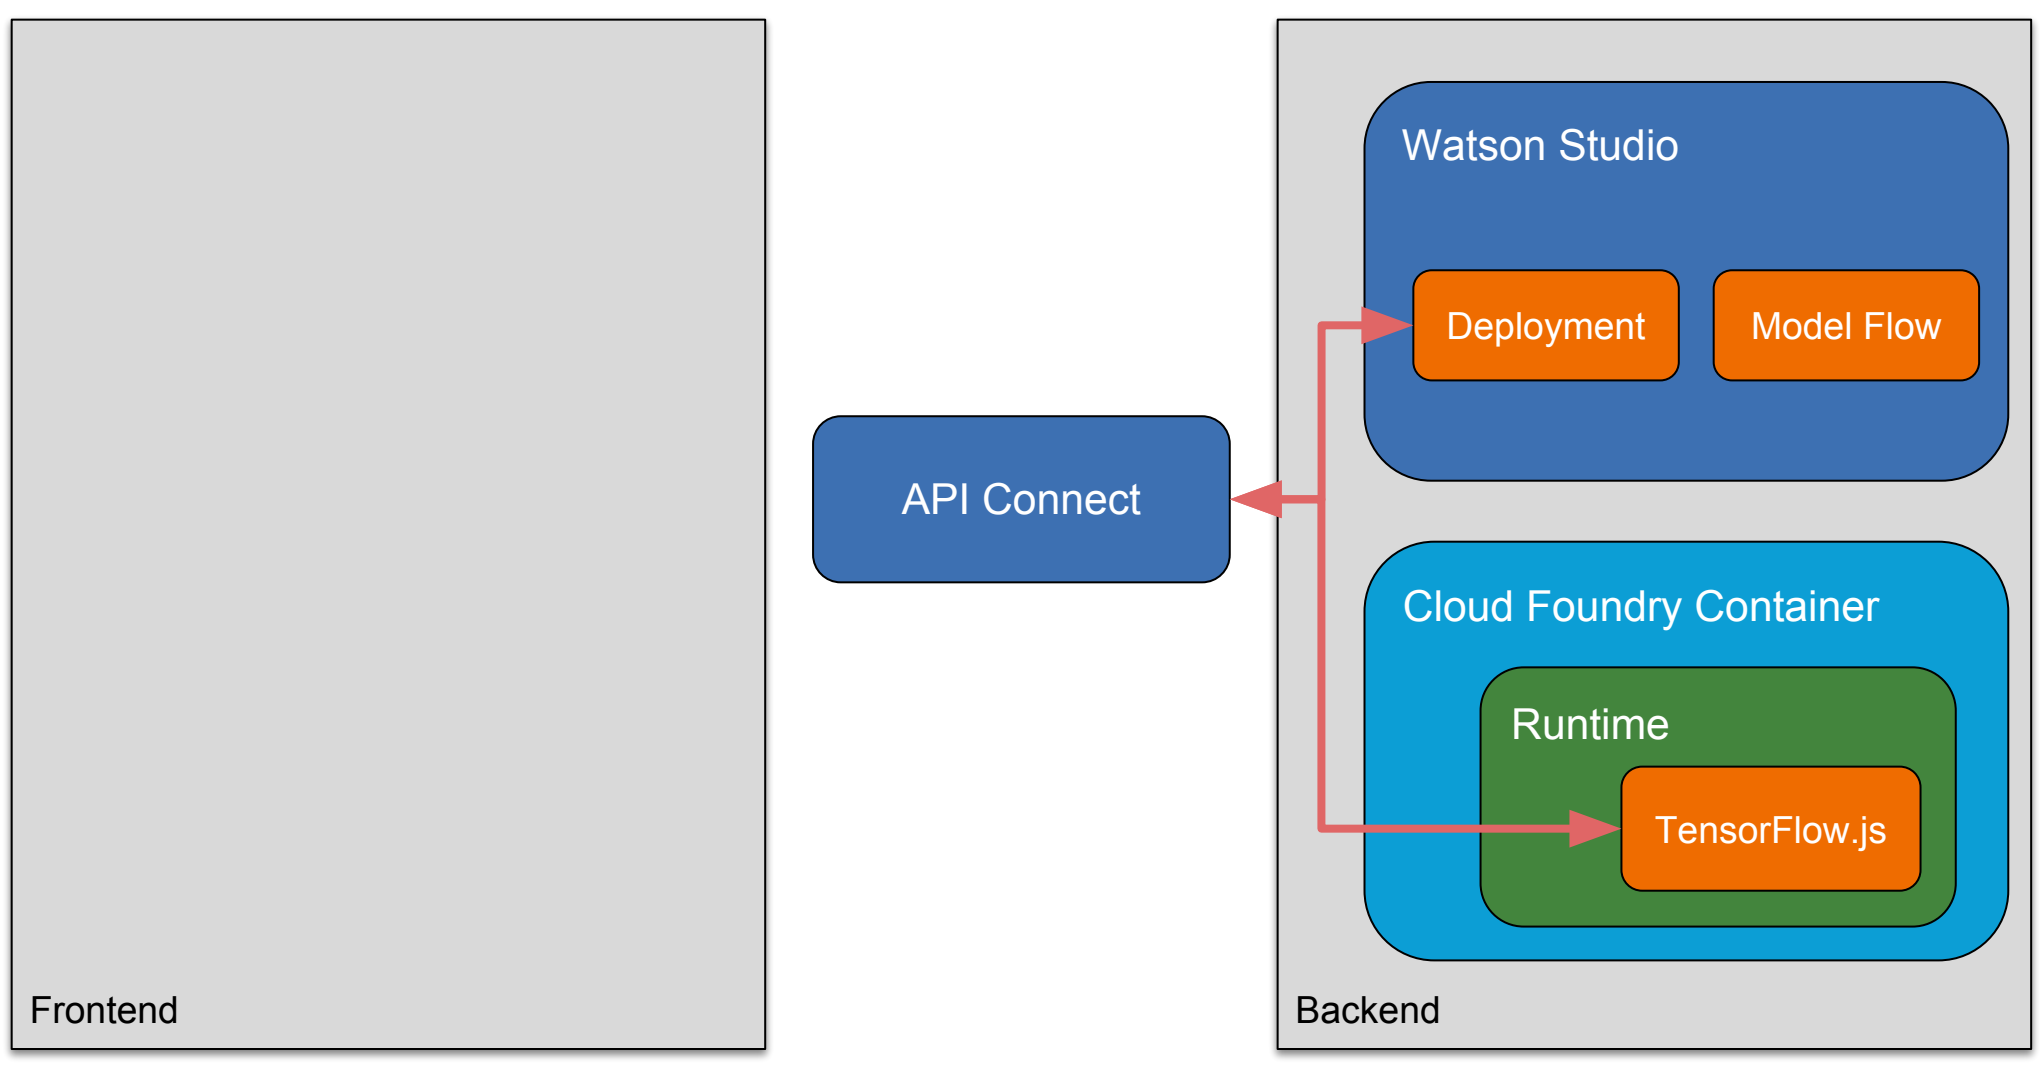 Frontend
API Connect
Watson Studio
Deployment
Model Flow
Cloud Foundry Container
Runtime
TensorFlow.js
Backend